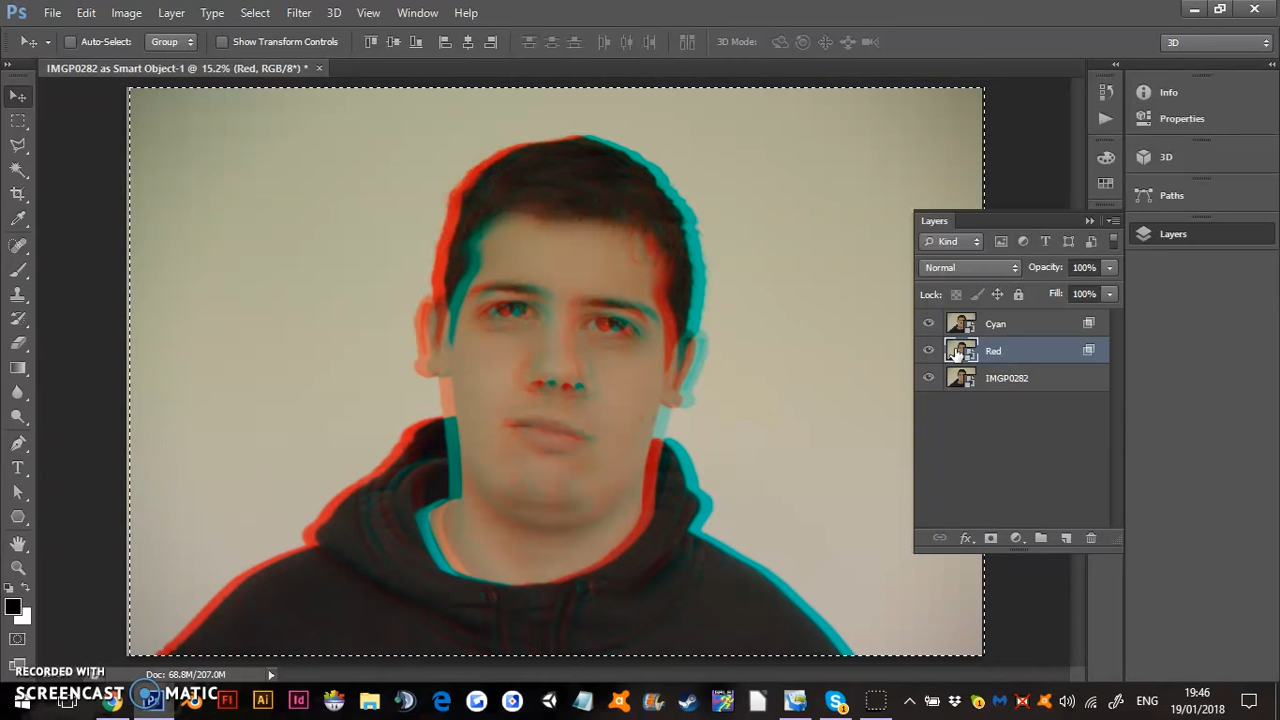 Ps File Edit Image Layer Type Select Filter 3D View Window Help
Auto-Select: Group Show Transform Controls 3D Mode: 3D
IMGP0282 as Smart Object-1 @ 15.2% (Red, RGB/8*) *
Info
Properties
3D
Paths
Layers
Layers
Kind
Normal Opacity: 100%
Lock: Fill: 100%
Cyan
Red
IMGP0282
Doc: 68.8M/207.0M
RECORDED WITH
SCREENCAST MATIC
Fl Ai Id
ENG
19:46
19/01/2018